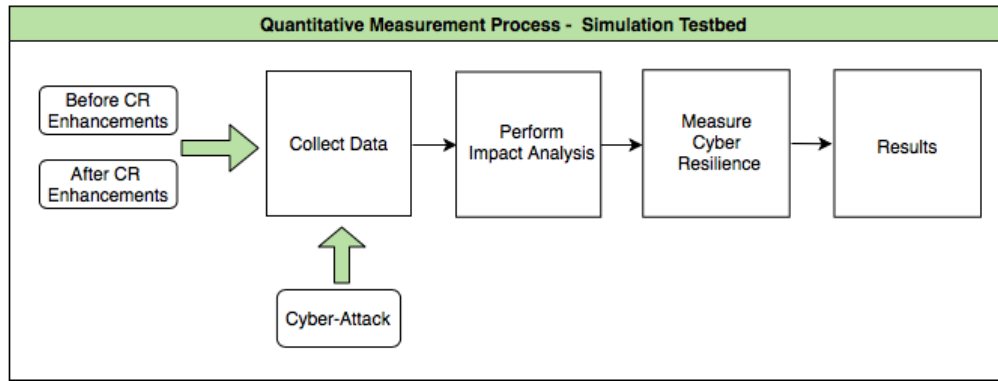 Quantitative Measurement Process - Simulation Testbed
Before CR
Enhancements
After CR
Enhancements
Collect Data
Cyber-Attack
Perform
Impact Analysis
Measure
Cyber
Resilience
Results